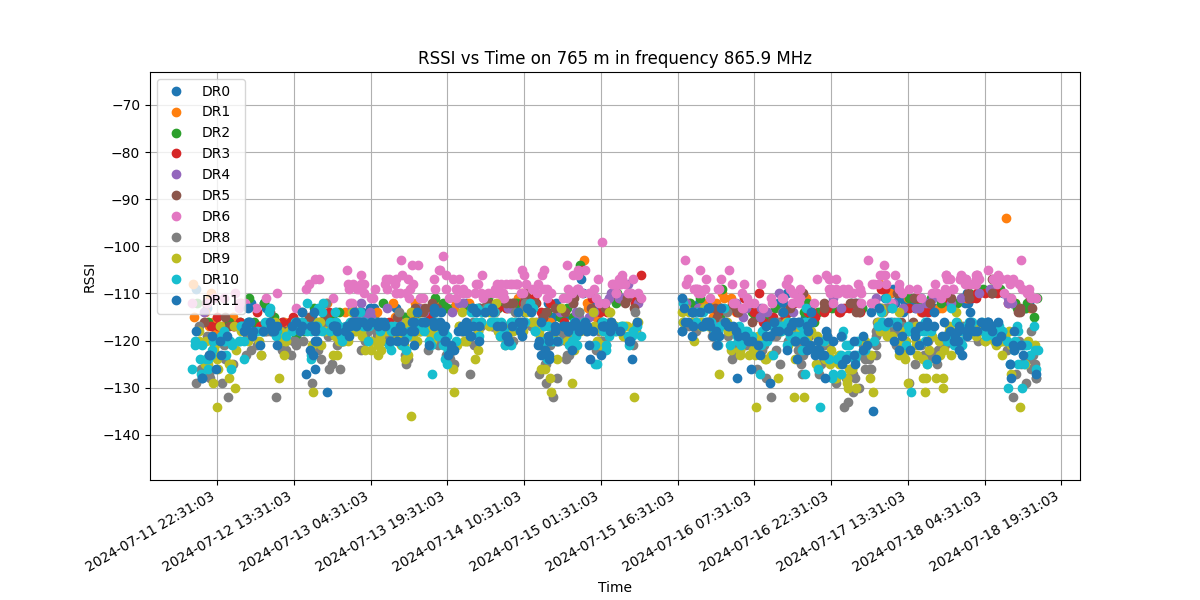 RSSI vs Time on 765 m in frequency 865.9 MHz
DR0
DR1
DR2
DR3
DR4
DR5
DR6
DR8
DR9
DR10
DR11
−70
−80
−90
−100
−110
−120
−130
−140
RSSI
2024-07-11 22:31:03
2024-07-12 13:31:03
2024-07-13 04:31:03
2024-07-13 19:31:03
2024-07-14 10:31:03
2024-07-15 01:31:03
2024-07-15 16:31:03
2024-07-16 07:31:03
2024-07-16 22:31:03
2024-07-17 13:31:03
2024-07-18 04:31:03
2024-07-18 19:31:03
Time